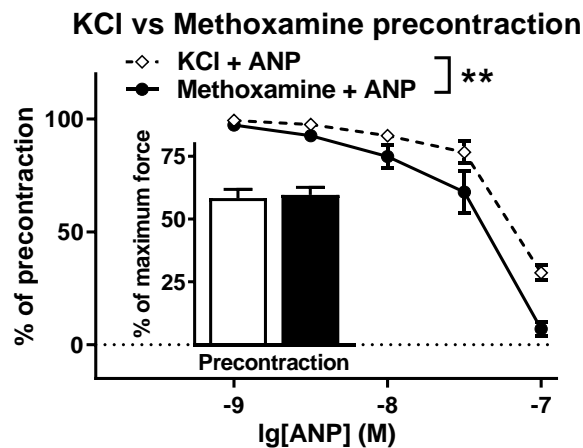 KCl vs Methoxamine precontraction
KCl + ANP
Methoxamine + ANP
**
% of precontraction
100
50
0
% of maximum force
75
50
25
Precontraction
-9
-8
-7
lg[ANP] (M)